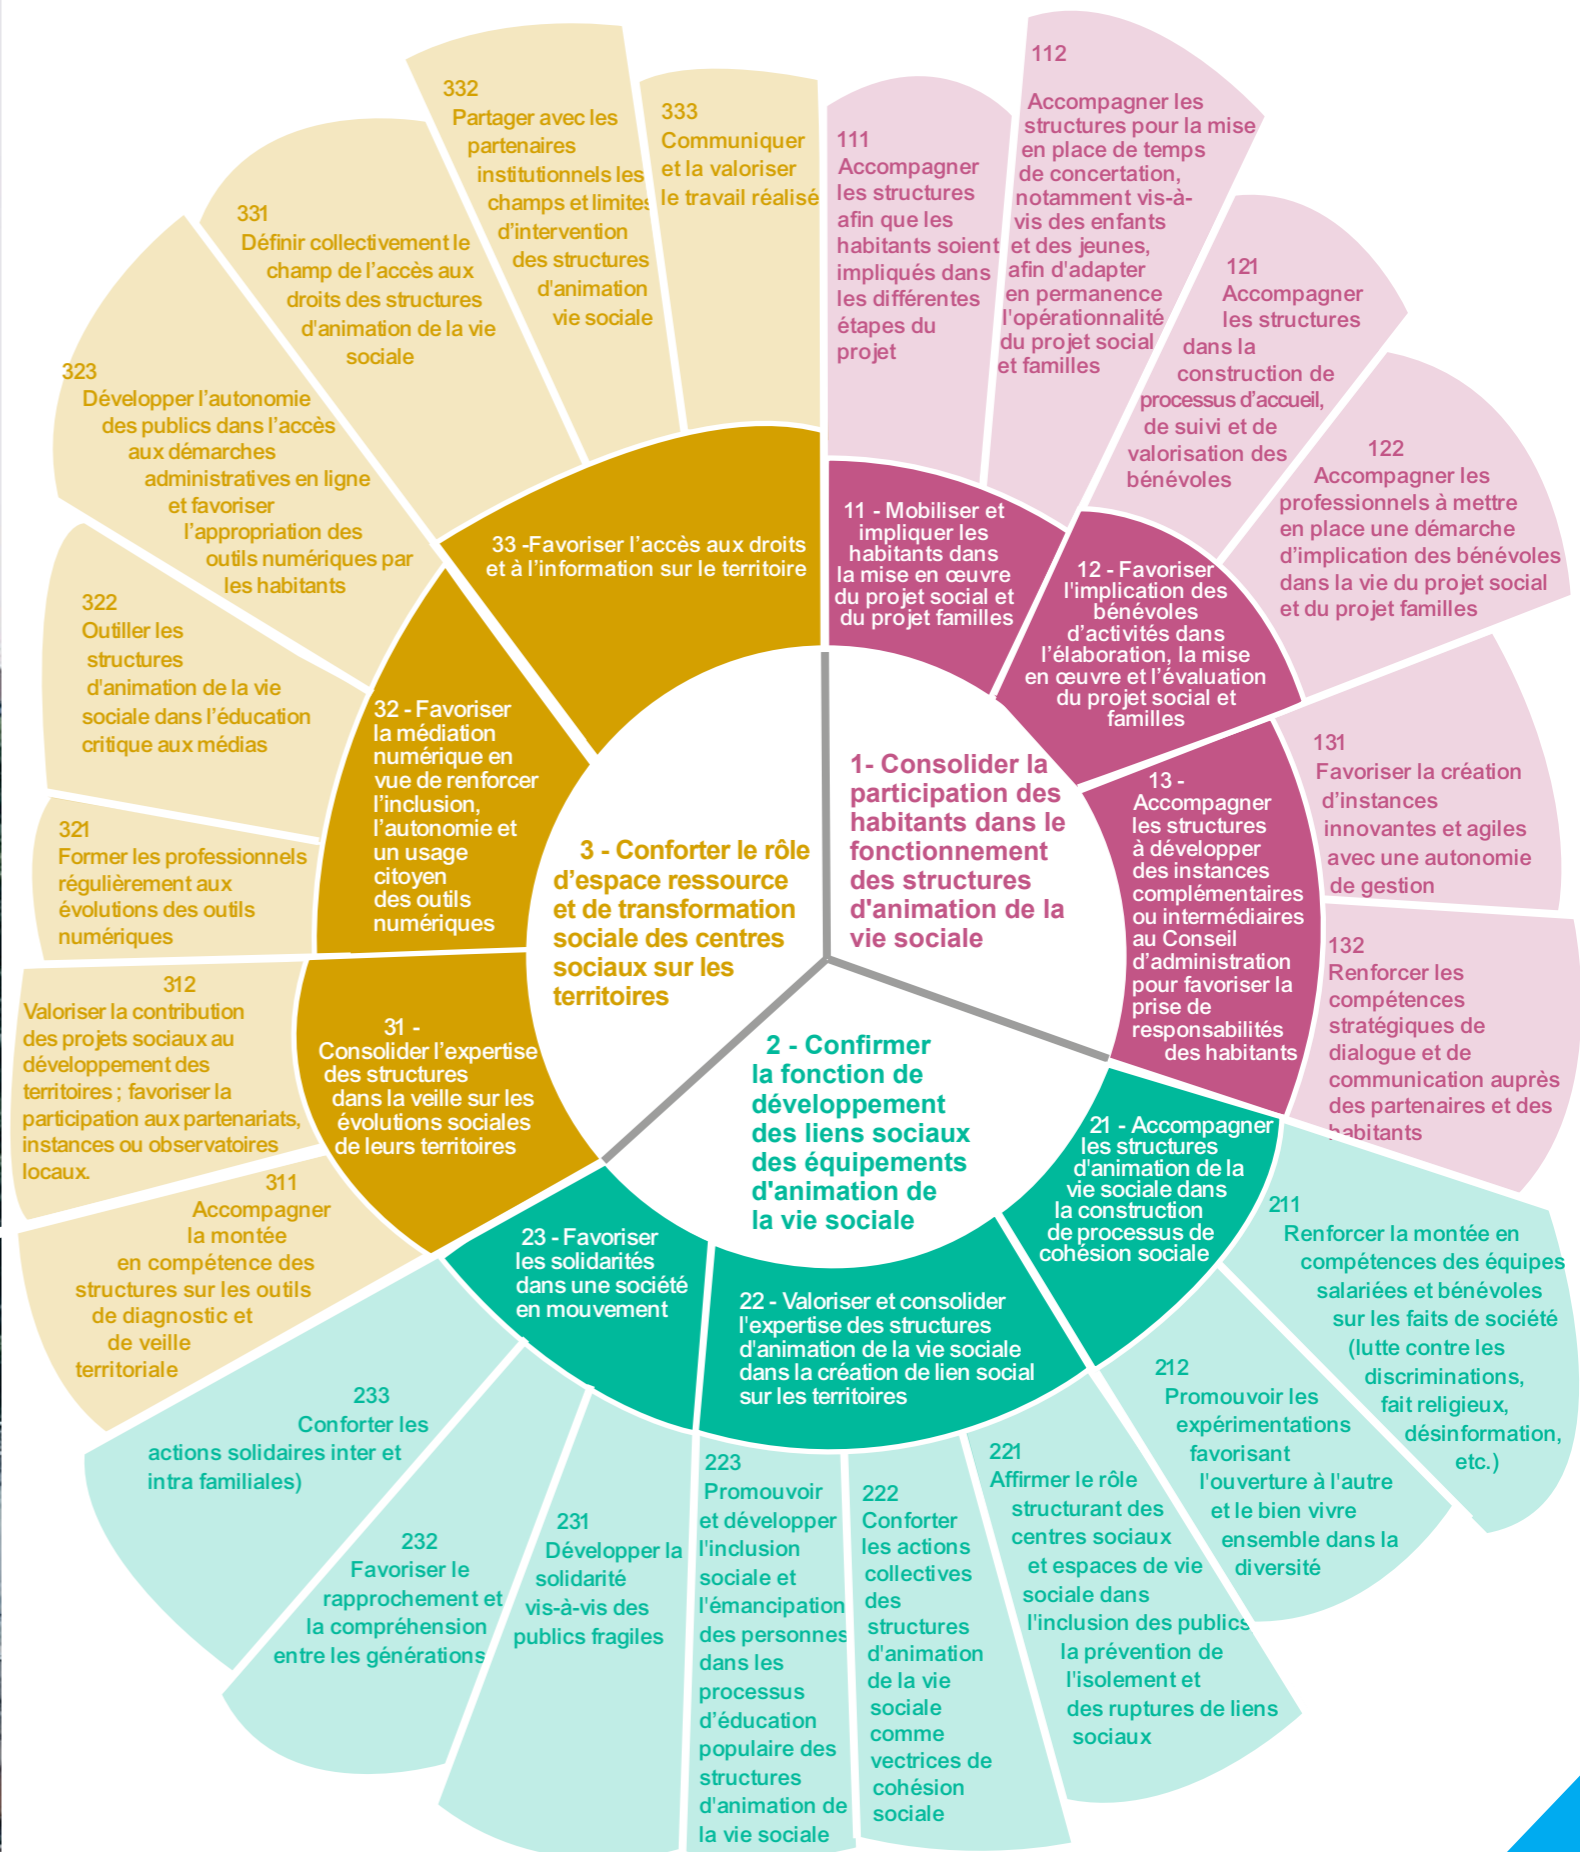 1- Consolider la
participation des
habitants dans le
fonctionnement
des structures
d'animation de la
vie sociale
11 - Mobiliser et
impliquer les
habitants dans
la mise en œuvre
du projet social et
du projet familles
111
Accompagner
les structures
afin que les
habitants soient
impliqués dans
les différentes
étapes du
projet
112
Accompagner les
structures pour la mise
en place de temps
de concertation,
notamment vis-à-
vis des enfants
et des jeunes,
afin d'adapter
en permanence
l'opérationnalité
du projet social
et familles
12 - Favoriser
l'implication des
bénévoles
d’activités dans
l’élaboration, la mise
en œuvre et l’évaluation
du projet social et
familles
121
Accompagner
les structures
dans la
construction de
processus d’accueil,
de suivi et de
valorisation des
bénévoles
122
Accompagner les
professionnels à mettre
en place une démarche
d’implication des bénévoles
dans la vie du projet social
et du projet familles
13 -
Accompagner
les structures
à développer
des instances
complémentaires
ou intermédiaires
au Conseil
d’administration
pour favoriser la
prise de
responsabilités
des habitants
131
Favoriser la création
d’instances
innovantes et agiles
avec une autonomie
de gestion
132
Renforcer les
compétences
stratégiques de
dialogue et de
communication auprès
des partenaires et des
habitants
2 - Confirmer
la fonction de
développement
des liens sociaux
des équipements
d'animation de
la vie sociale
21 - Accompagner
les structures
d'animation de la
vie sociale dans
la construction
de processus de
cohésion sociale
211
Renforcer la montée en
compétences des équipes
salariées et bénévoles
sur les faits de société
(lutte contre les
discriminations,
fait religieux,
désinformation,
etc.)
212
Promouvoir les
expérimentations
favorisant
l'ouverture à l'autre
et le bien vivre
ensemble dans la
diversité
22 - Valoriser et consolider
l'expertise des structures
d'animation de la vie sociale
dans la création de lien social
sur les territoires
221
Affirmer le rôle
structurant des
centres sociaux
et espaces de vie
sociale dans
l'inclusion des publics
la prévention de
l'isolement et
des ruptures de liens
sociaux
222
Conforter
les actions
collectives
des
structures
d'animation
de la vie
sociale
comme
vectrices de
cohésion
sociale
223
Promouvoir
et développer
l'inclusion
sociale et
l'émancipation
des personnes
dans les
processus
d’éducation
populaire des
structures
d'animation de
la vie sociale
23 - Favoriser
les solidarités
dans une société
en mouvement
231
Développer la
solidarité
vis-à-vis des
publics fragiles
232
Favoriser le
rapprochement et
la compréhension
entre les générations
233
Conforter les
actions solidaires inter et
intra familiales)
3 - Conforter le rôle
d’espace ressource
et de transformation
sociale des centres
sociaux sur les
territoires
31 -
Consolider l’expertise
des structures
dans la veille sur les
évolutions sociales
de leurs territoires
311
Accompagner
la montée
en compétence des
structures sur les outils
de diagnostic et
de veille
territoriale
312
Valoriser la contribution
des projets sociaux au
développement des
territoires ; favoriser la
participation aux partenariats,
instances ou observatoires
locaux.
32 - Favoriser
la médiation
numérique en
vue de renforcer
l’inclusion,
l’autonomie et
un usage
citoyen
des outils
numériques
321
Former les professionnels
régulièrement aux
évolutions des outils
numériques
322
Outiller les
structures
d'animation de la vie
sociale dans l’éducation
critique aux médias
323
Développer l’autonomie
des publics dans l’accès
aux démarches
administratives en ligne
et favoriser
l’appropriation des
outils numériques par
les habitants
33 -Favoriser l’accès aux droits
et à l’information sur le territoire
331
Définir collectivement le
champ de l’accès aux
droits des structures
d'animation de la vie
sociale
332
Partager avec les
partenaires
institutionnels les
champs et limites
d’intervention
des structures
d'animation
vie sociale
333
Communiquer
et la valoriser
le travail réalisé